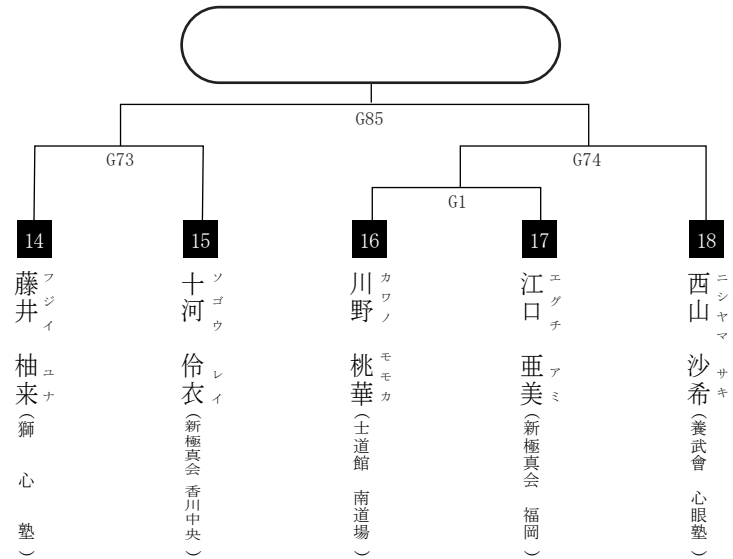 G85
G73
G74
G1
14
15
16
17
18
藤井 柚来(獅心塾)
フジイ ユナ
十河 伶衣(新極真会 香川中央)
ソゴウ レイ
川野 桃華(士道館 南道場)
カワノ モモカ
江口 亜美(新極真会 福岡)
エグチ アミ
西山 沙希(養武會 心眼塾)
ニシヤマ サキ